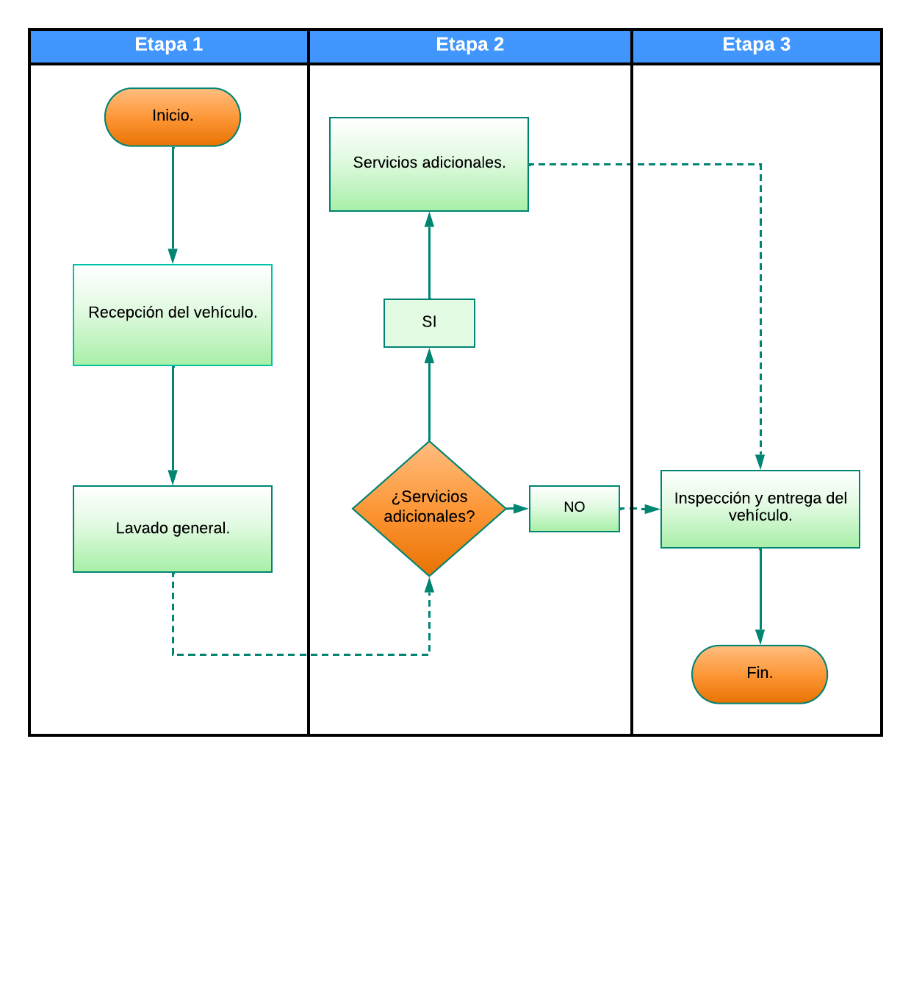 Etapa 1
Etapa 2
Etapa 3
Inicio.
Recepción del vehículo.
Lavado general.
Servicios adicionales.
SI
¿Servicios
adicionales?
NO
Inspección y entrega del
vehículo.
Fin.